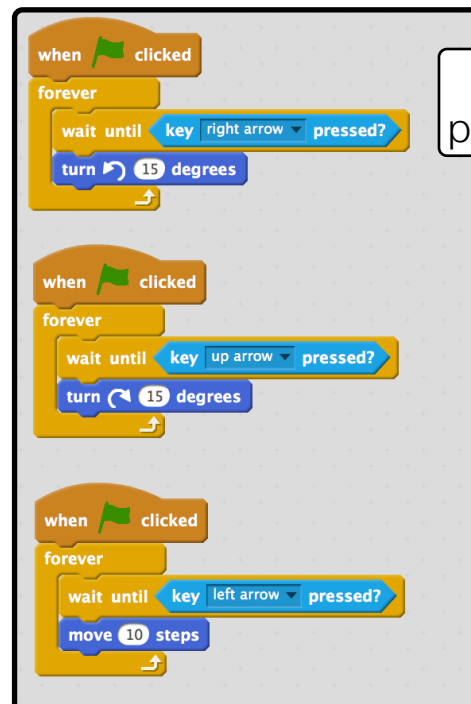 when clicked
forever
wait until key right arrow pressed?
turn 15 degrees
p
when clicked
forever
wait until key up arrow pressed?
turn 15 degrees
when clicked
forever
wait until key left arrow pressed?
move 10 steps